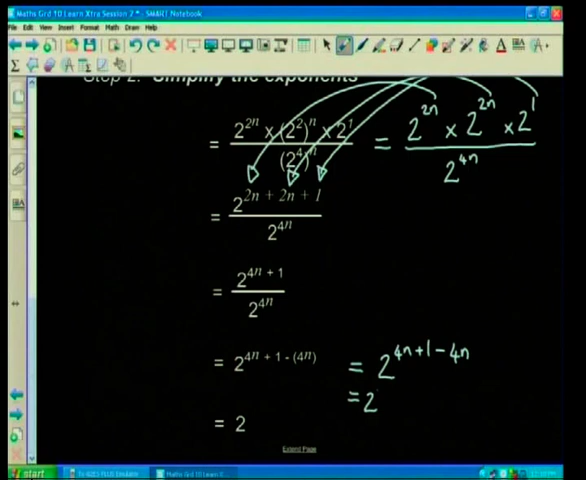 Maths Grd 10 Learn Xtra Session 2 * - SMART Notebook
File Edit View Insert Format Math Draw Help
Step 2: Simplify the exponents
= 2^{2n} × (2^2)^n × 2^1 / (2^4)^n = 2^{2n} × 2^{2n} × 2^1 / 2^{4n}
= 2^{2n + 2n + 1} / 2^{4n}
= 2^{4n + 1} / 2^{4n}
= 2^{4n + 1 - (4n)} = 2^{4n+1-4n}
= 2
= 2
Extend Page
start